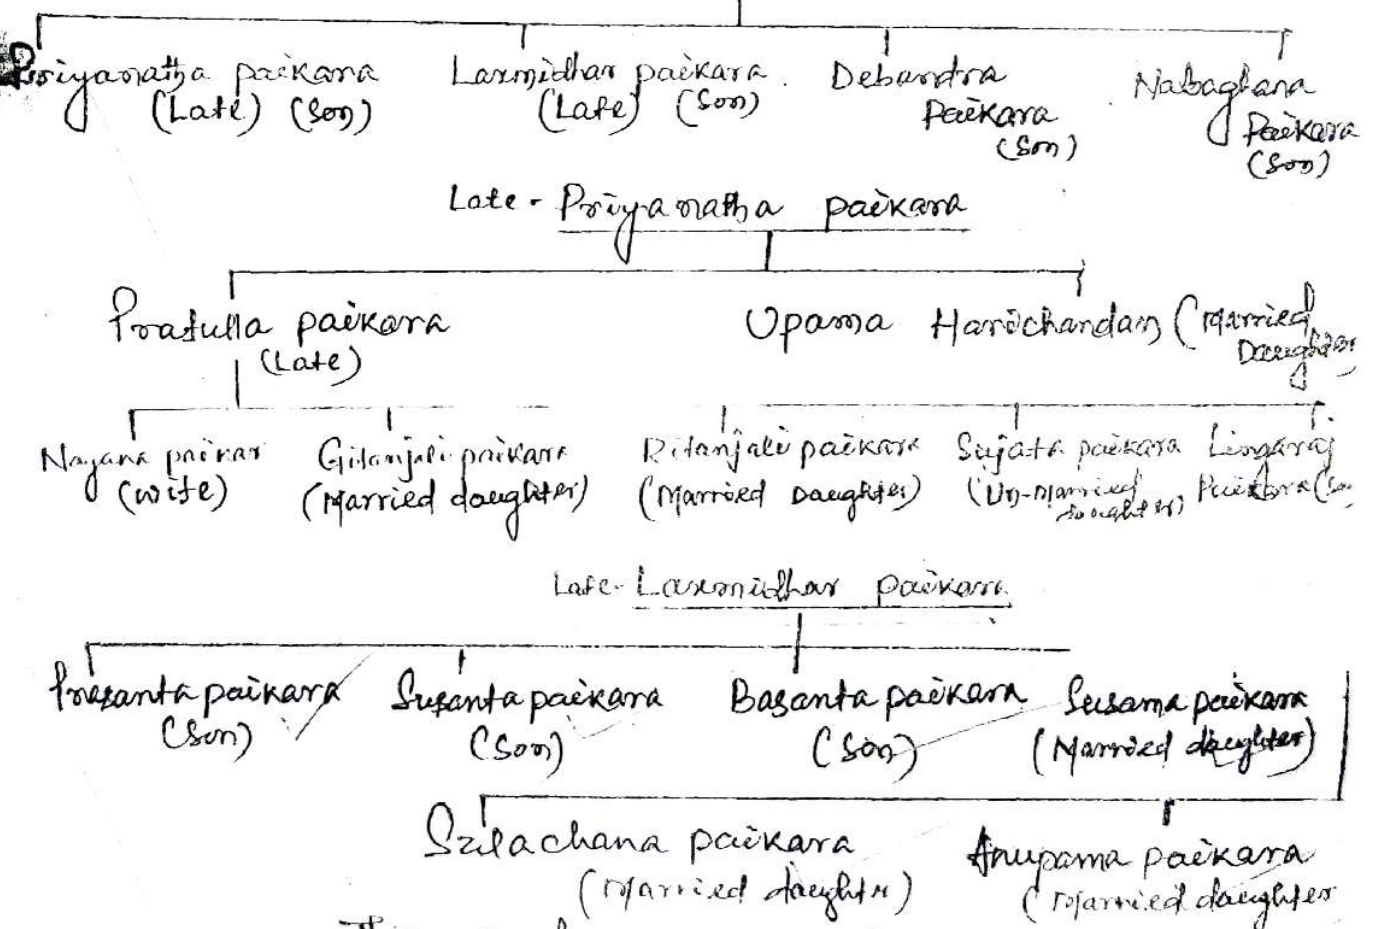 Priyanatha paikara Laxmidhar paikara Debendra Nabaghana
(Late) (Son) (Late) (Son) Paikara Paikara
(Son) (Son)
Late - Priyanatha paikara
Prafulla paikara Upama Harichandan (Married
(Late) Daughter
Nayana paikar Gitanjali paikara Ritanjali paikara Sujata paikara Lingaraj
(wife) (Married daughter) (Married Daughter) (Un-married Paikara
daughter)
Late- Laxmidhar paikara
Prasanta paikara Susanta paikara Basanta paikara Susama paikara
(Son) (Son) (Son) (Married daughter)
paikara Anupama paikara
(Married daughter) (Married daughter